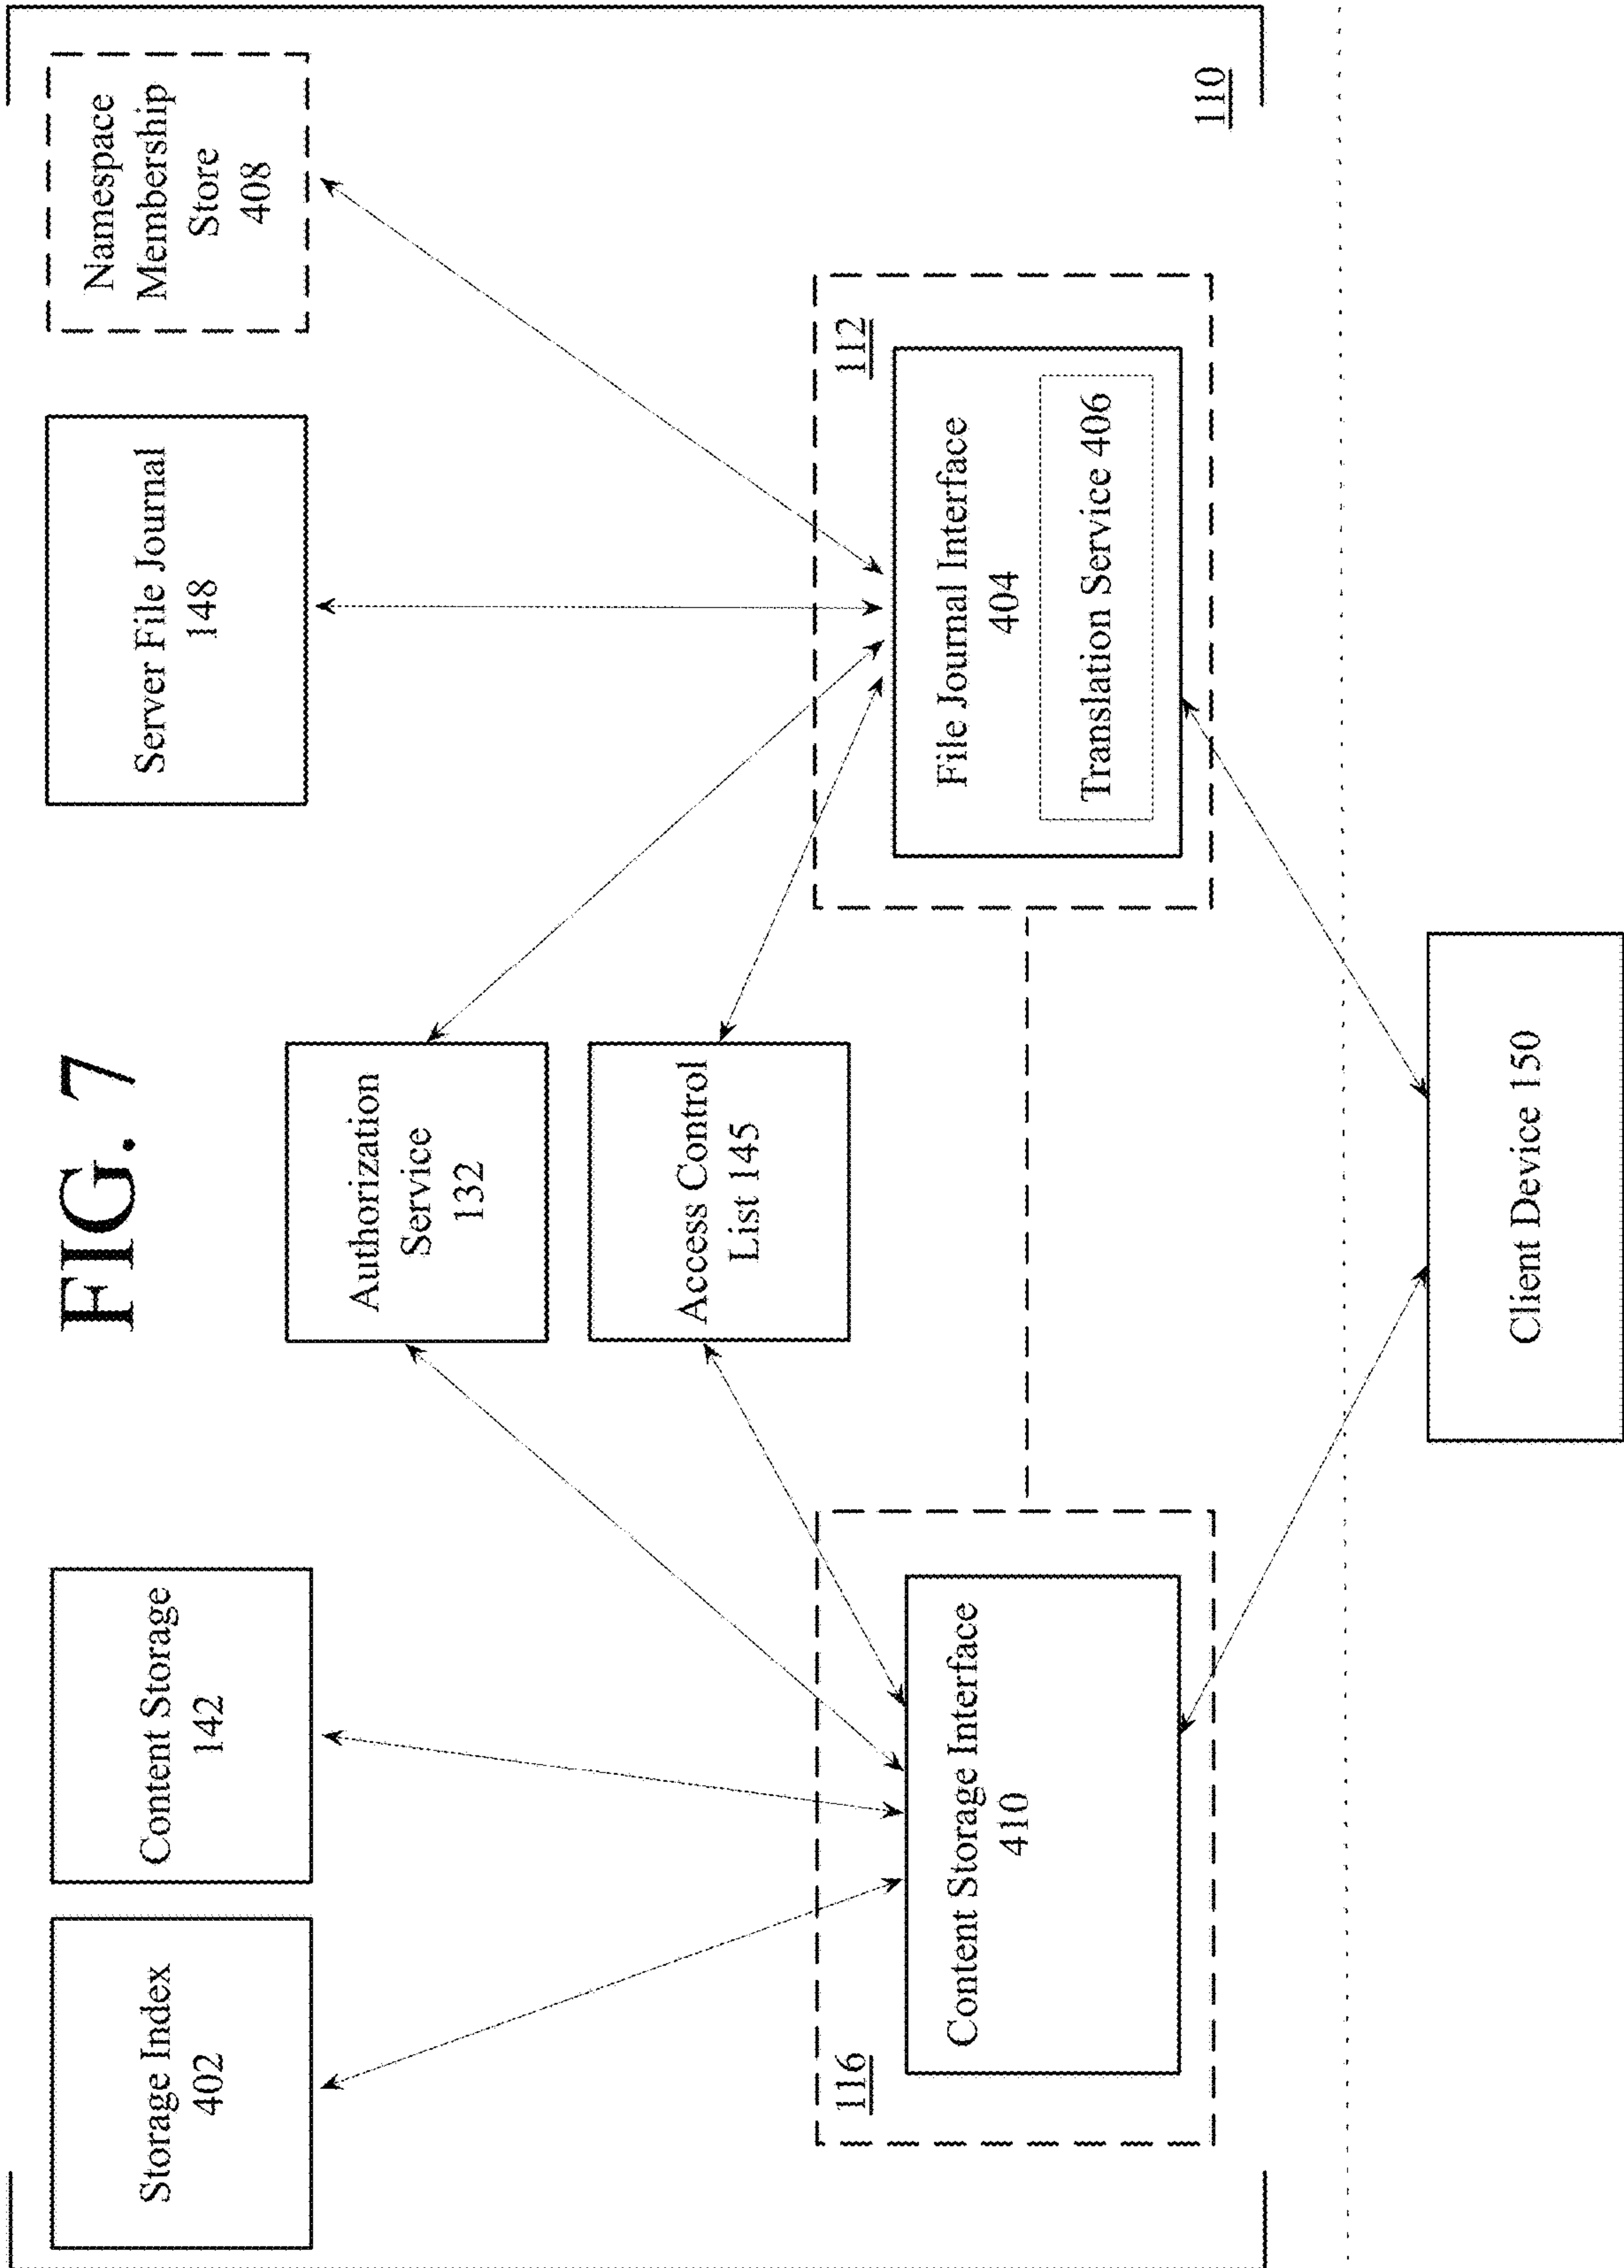 FIG. 7
Storage Index
402
Content Storage
142
Server File Journal
148
Namespace
Membership
Store
408
Authorization
Service
132
Access Control
List 145
116
Content Storage Interface
410
112
File Journal Interface
404
Translation Service 406
110
Client Device 150